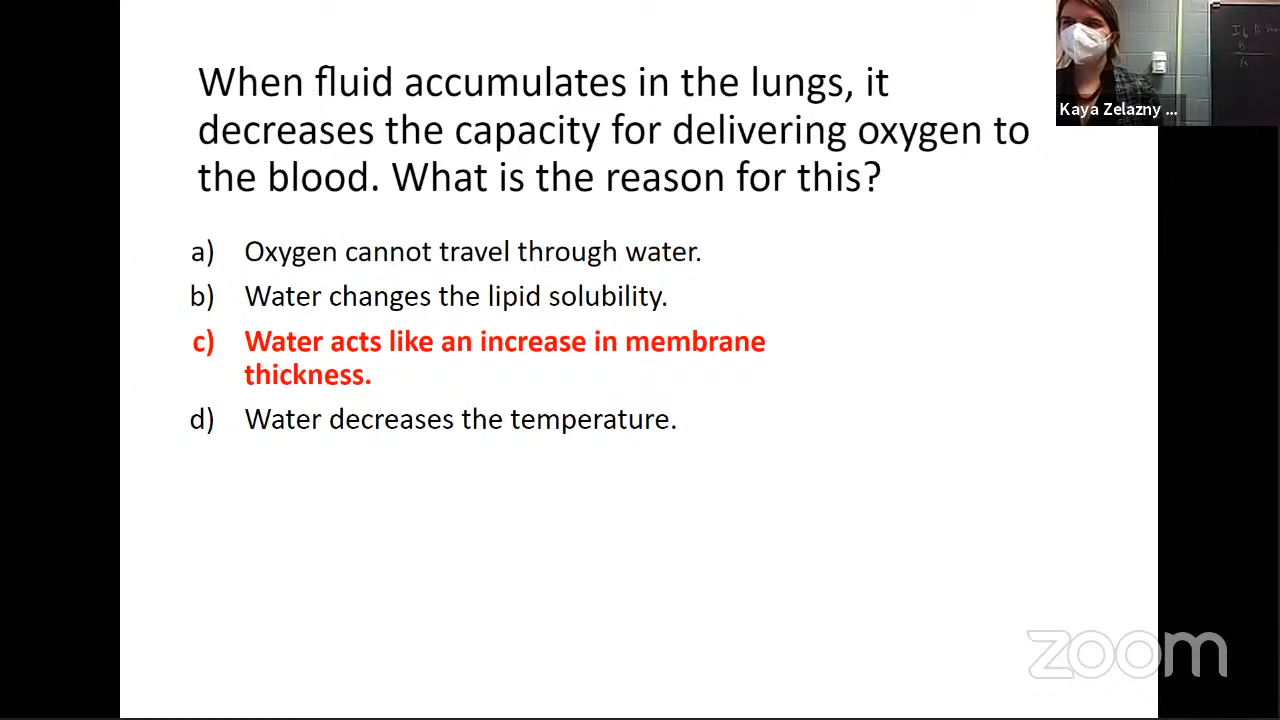 When fluid accumulates in the lungs, it
decreases the capacity for delivering oxygen to
the blood. What is the reason for this?
Kaya Zelazny ...
a) Oxygen cannot travel through water.
b) Water changes the lipid solubility.
c) Water acts like an increase in membrane
thickness.
d) Water decreases the temperature.
zoom